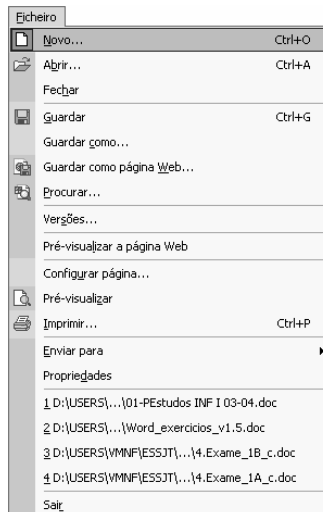 Ficheiro
Novo... Ctrl+O
Abrir... Ctrl+A
Fechar
Guardar Ctrl+G
Guardar como...
Guardar como página Web...
Procurar...
Versões...
Pré-visualizar a página Web
Configurar página...
Pré-visualizar
Imprimir... Ctrl+P
Enviar para
Propriedades
1 D:\USERS\...\01-PEstudos INF I 03-04.doc
2 D:\USERS\...\Word_exercicios_v1.5.doc
3 D:\USERS\VMNF\ESSJT\...\4.Exame_1B_c.doc
4 D:\USERS\VMNF\ESSJT\...\4.Exame_1A_c.doc
Sair